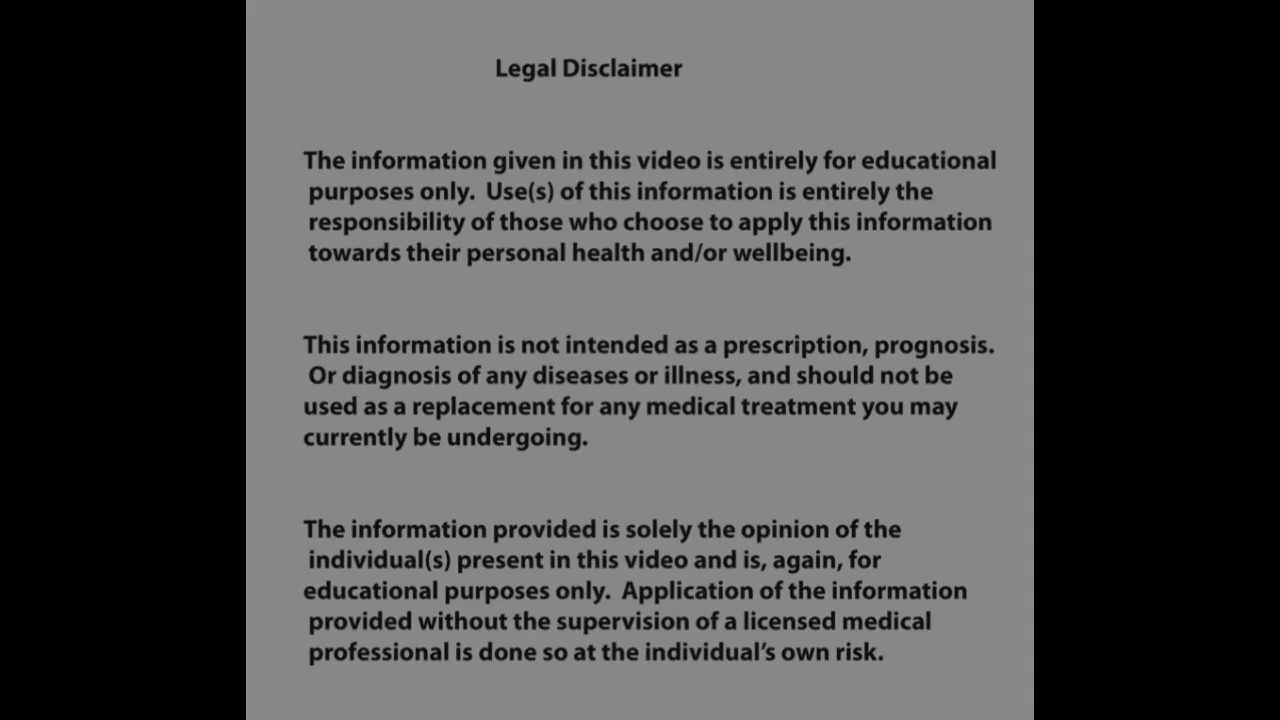 Legal Disclaimer
The information given in this video is entirely for educational
purposes only.  Use(s) of this information is entirely the
responsibility of those who choose to apply this information
towards their personal health and/or wellbeing.
This information is not intended as a prescription, prognosis.
Or diagnosis of any diseases or illness, and should not be
used as a replacement for any medical treatment you may
currently be undergoing.
The information provided is solely the opinion of the
individual(s) present in this video and is, again, for
educational purposes only.  Application of the information
provided without the supervision of a licensed medical
professional is done so at the individual’s own risk.